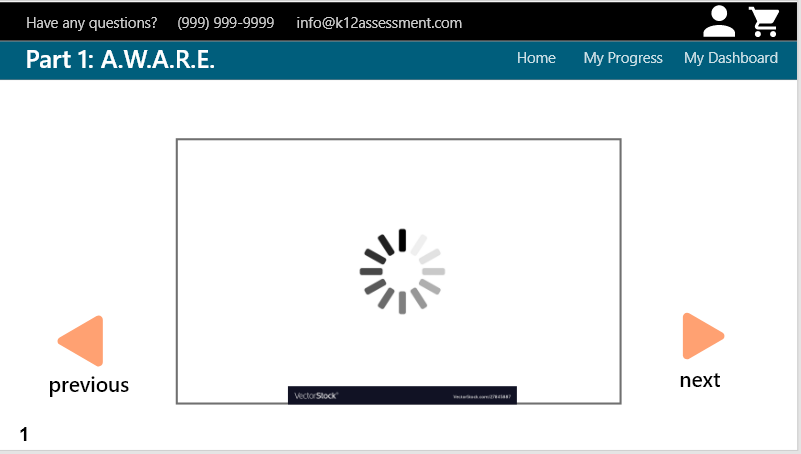 Have any questions? (999) 999-9999 info@k12assessment.com
Part 1: A.W.A.R.E. Home My Progress My Dashboard
previous
next
VectorStock® VectorStock.com/27845987
1